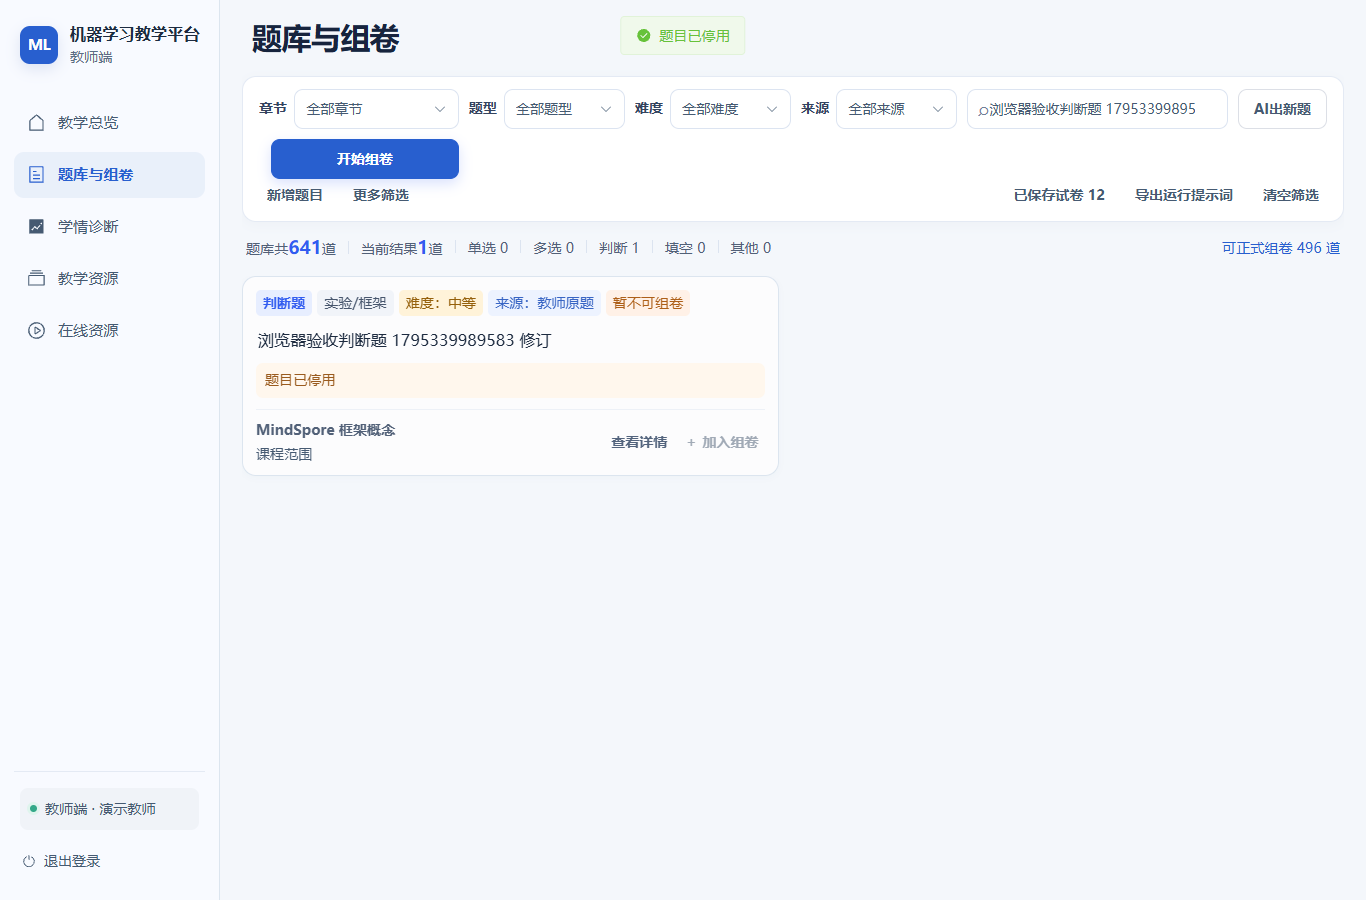 ML
机器学习教学平台
教师端
教学总览
题库与组卷
学情诊断
教学资源
在线资源
教师端 · 演示教师
退出登录
题库与组卷
题目已停用
章节 全部章节 题型 全部题型 难度 全部难度 来源 全部来源 浏览器验收判断题 17953399895 AI出新题
开始组卷
新增题目 更多筛选 已保存试卷 12 导出运行提示词 清空筛选
题库共641道 当前结果1道 单选 0 多选 0 判断 1 填空 0 其他 0 可正式组卷 496 道
判断题 实验/框架 难度：中等 来源：教师原题 暂不可组卷
浏览器验收判断题 1795339989583 修订
题目已停用
MindSpore 框架概念
课程范围
查看详情 + 加入组卷